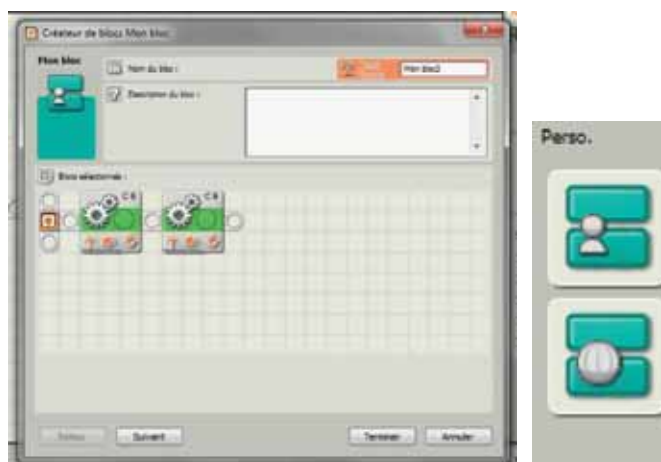 Créateur de blocs Mon bloc
Mon bloc
Nom du bloc :
Mon bloc2
Description du bloc :
Blocs sélectionnés :
C B
C B
Retour
Suivant
Terminer
Annuler
Perso.